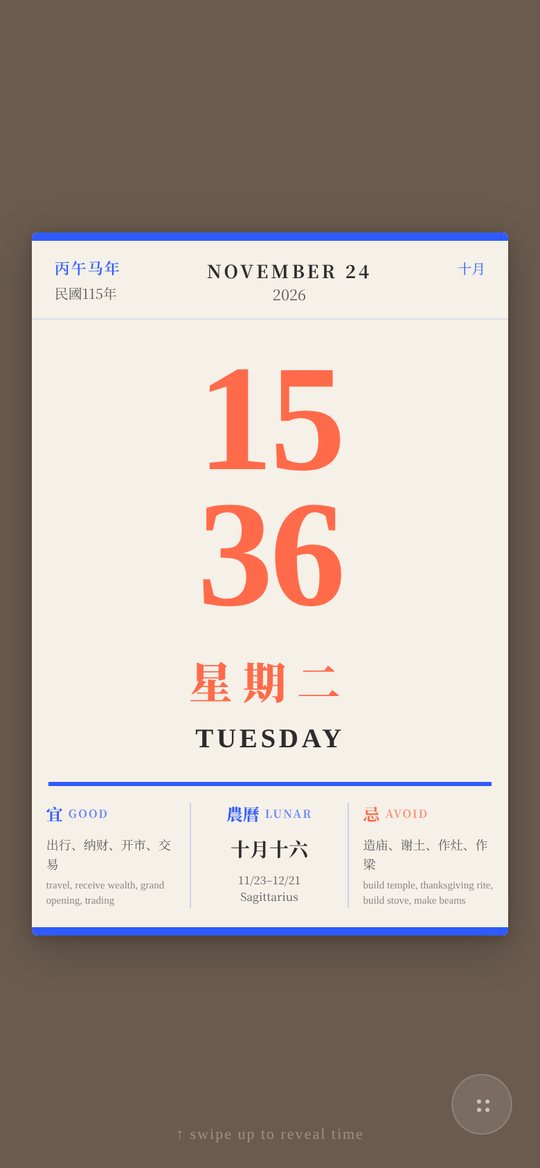 丙午马年
民國115年
NOVEMBER 24
2026
十月
15
36
星期二
TUESDAY
宜 GOOD
出行、纳财、开市、交
易
travel, receive wealth, grand
opening, trading
農曆 LUNAR
十月十六
11/23–12/21
Sagittarius
忌 AVOID
造庙、谢土、作灶、作
梁
build temple, thanksgiving rite,
build stove, make beams
↑ swipe up to reveal time